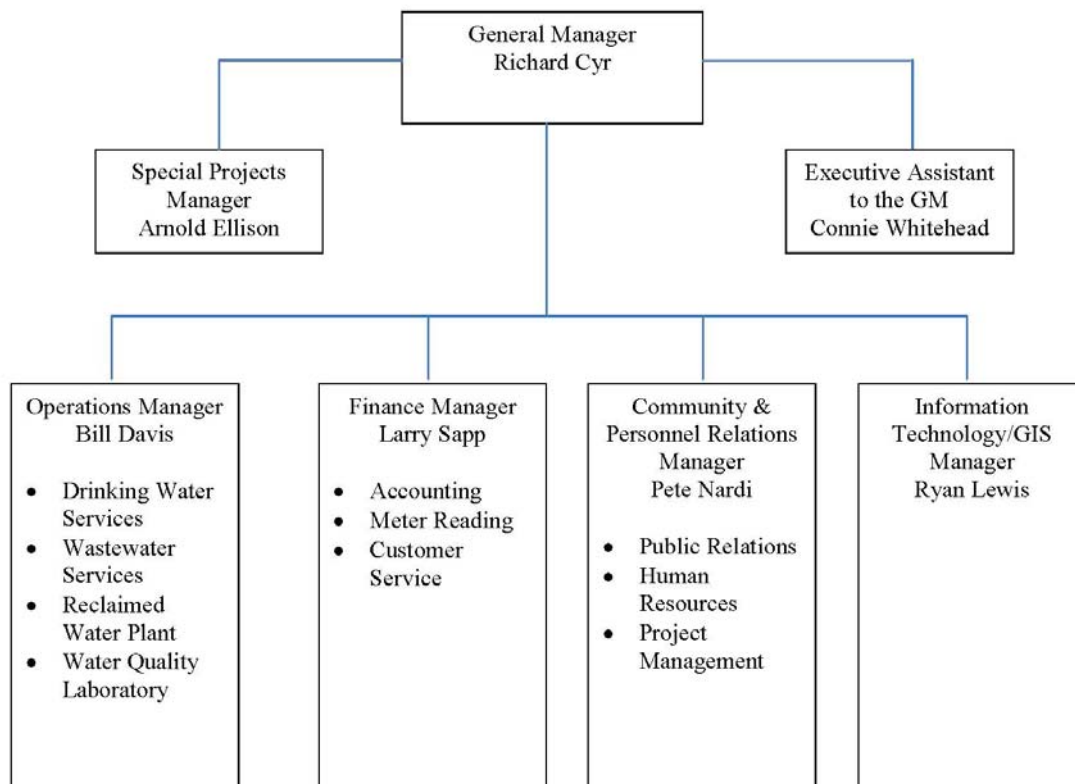 General Manager
Richard Cyr
Special Projects
Manager
Arnold Ellison
Executive Assistant
to the GM
Connie Whitehead
Operations Manager
Bill Davis
• Drinking Water
Services
• Wastewater
Services
• Reclaimed
Water Plant
• Water Quality
Laboratory
Finance Manager
Larry Sapp
• Accounting
• Meter Reading
• Customer
Service
Community &
Personnel Relations
Manager
Pete Nardi
• Public Relations
• Human
Resources
• Project
Management
Information
Technology/GIS
Manager
Ryan Lewis